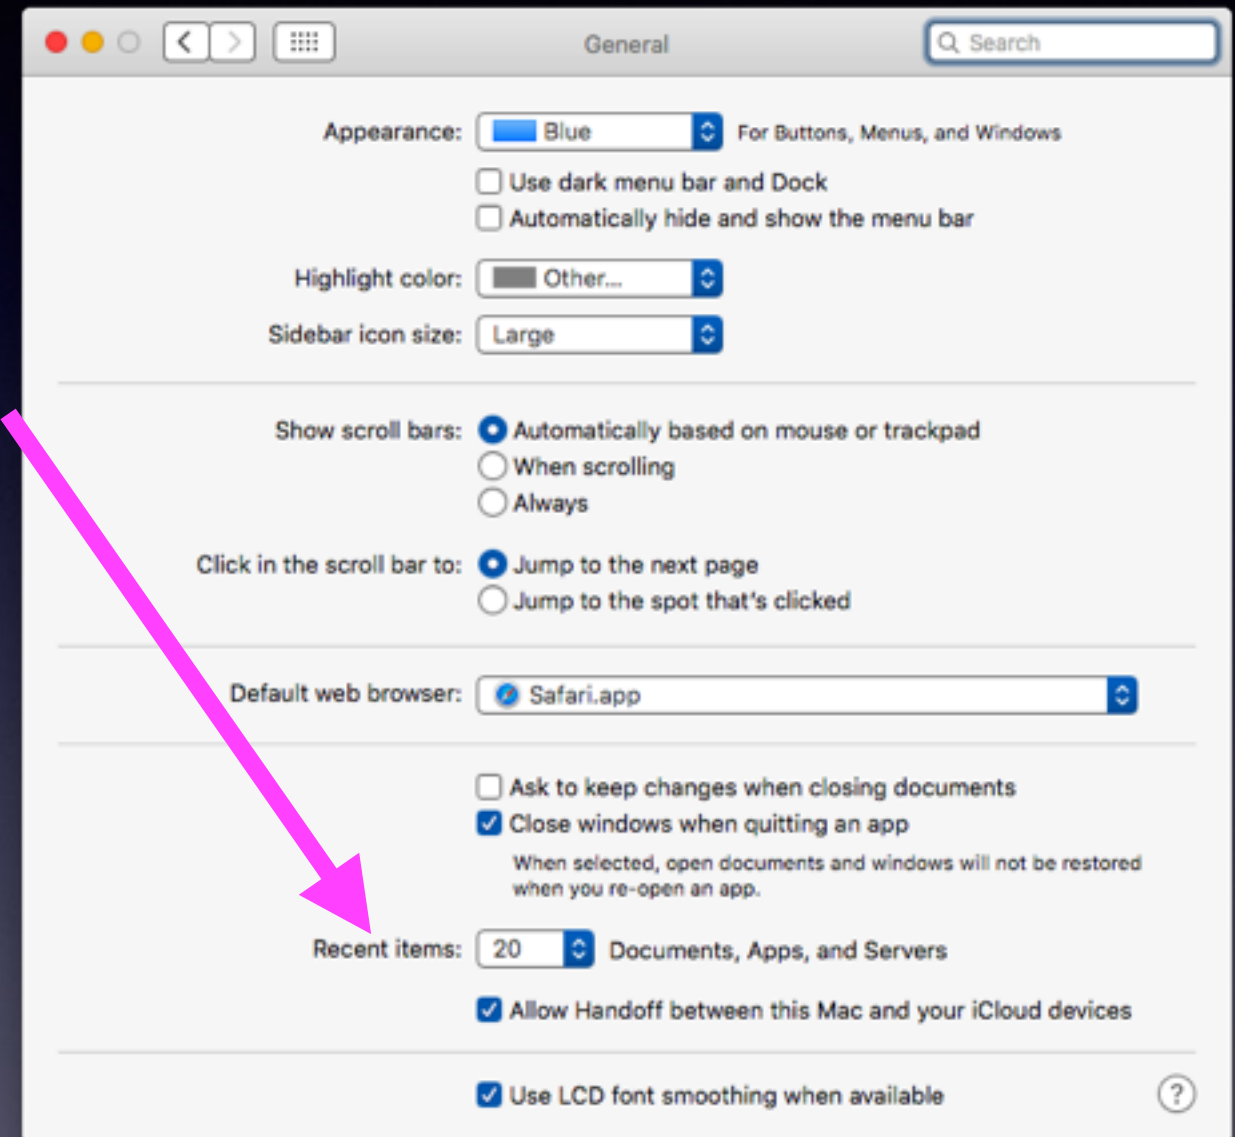 General
Search
Appearance: Blue For Buttons, Menus, and Windows
Use dark menu bar and Dock
Automatically hide and show the menu bar
Highlight color: Other...
Sidebar icon size: Large
Show scroll bars: Automatically based on mouse or trackpad
When scrolling
Always
Click in the scroll bar to: Jump to the next page
Jump to the spot that's clicked
Default web browser: Safari.app
Ask to keep changes when closing documents
Close windows when quitting an app
When selected, open documents and windows will not be restored
when you re-open an app.
Recent items: 20 Documents, Apps, and Servers
Allow Handoff between this Mac and your iCloud devices
Use LCD font smoothing when available
?